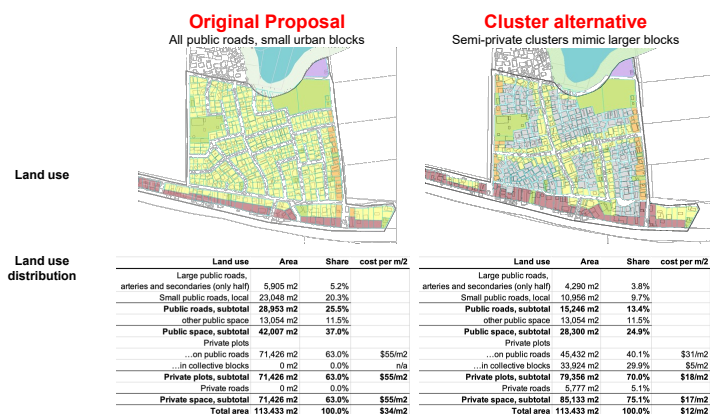 Original Proposal
All public roads, small urban blocks
Cluster alternative
Semi-private clusters mimic larger blocks
Land use
Land use
distribution
Land use Area Share cost per m/2
Large public roads,
arteries and secondaries (only half) 5,905 m2 5.2%
Small public roads, local 23,048 m2 20.3%
Public roads, subtotal 28,953 m2 25.5%
other public space 13,054 m2 11.5%
Public space, subtotal 42,007 m2 37.0%
Private plots
…on public roads 71,426 m2 63.0% $55/m2
…in collective blocks 0 m2 0.0% n/a
Private plots, subtotal 71,426 m2 63.0% $55/m2
Private roads 0 m2 0.0%
Private space, subtotal 71,426 m2 63.0% $55/m2
Total area 113,433 m2 100.0% $34/m2
Land use Area Share cost per m/2
Large public roads,
arteries and secondaries (only half) 4,290 m2 3.8%
Small public roads, local 10,956 m2 9.7%
Public roads, subtotal 15,246 m2 13.4%
other public space 13,054 m2 11.5%
Public space, subtotal 28,300 m2 24.9%
Private plots
…on public roads 45,432 m2 40.1% $31/m2
…in collective blocks 33,924 m2 29.9% $5/m2
Private plots, subtotal 79,356 m2 70.0% $18/m2
Private roads 5,777 m2 5.1%
Private space, subtotal 85,133 m2 75.1% $17/m2
Total area 113,433 m2 100.0% $12/m2